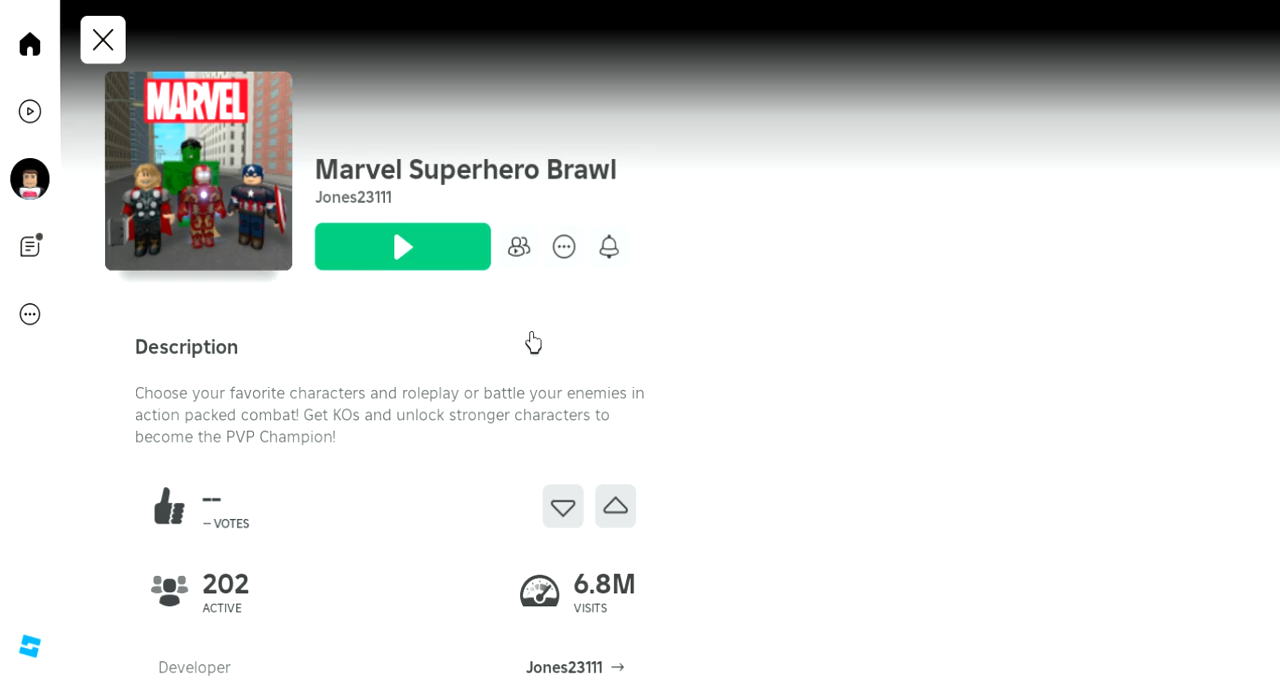 MARVEL
Marvel Superhero Brawl
Jones23111
Description
Choose your favorite characters and roleplay or battle your enemies in
action packed combat! Get KOs and unlock stronger characters to
become the PVP Champion!
--
-- VOTES
202
ACTIVE
6.8M
VISITS
Developer
Jones23111 →